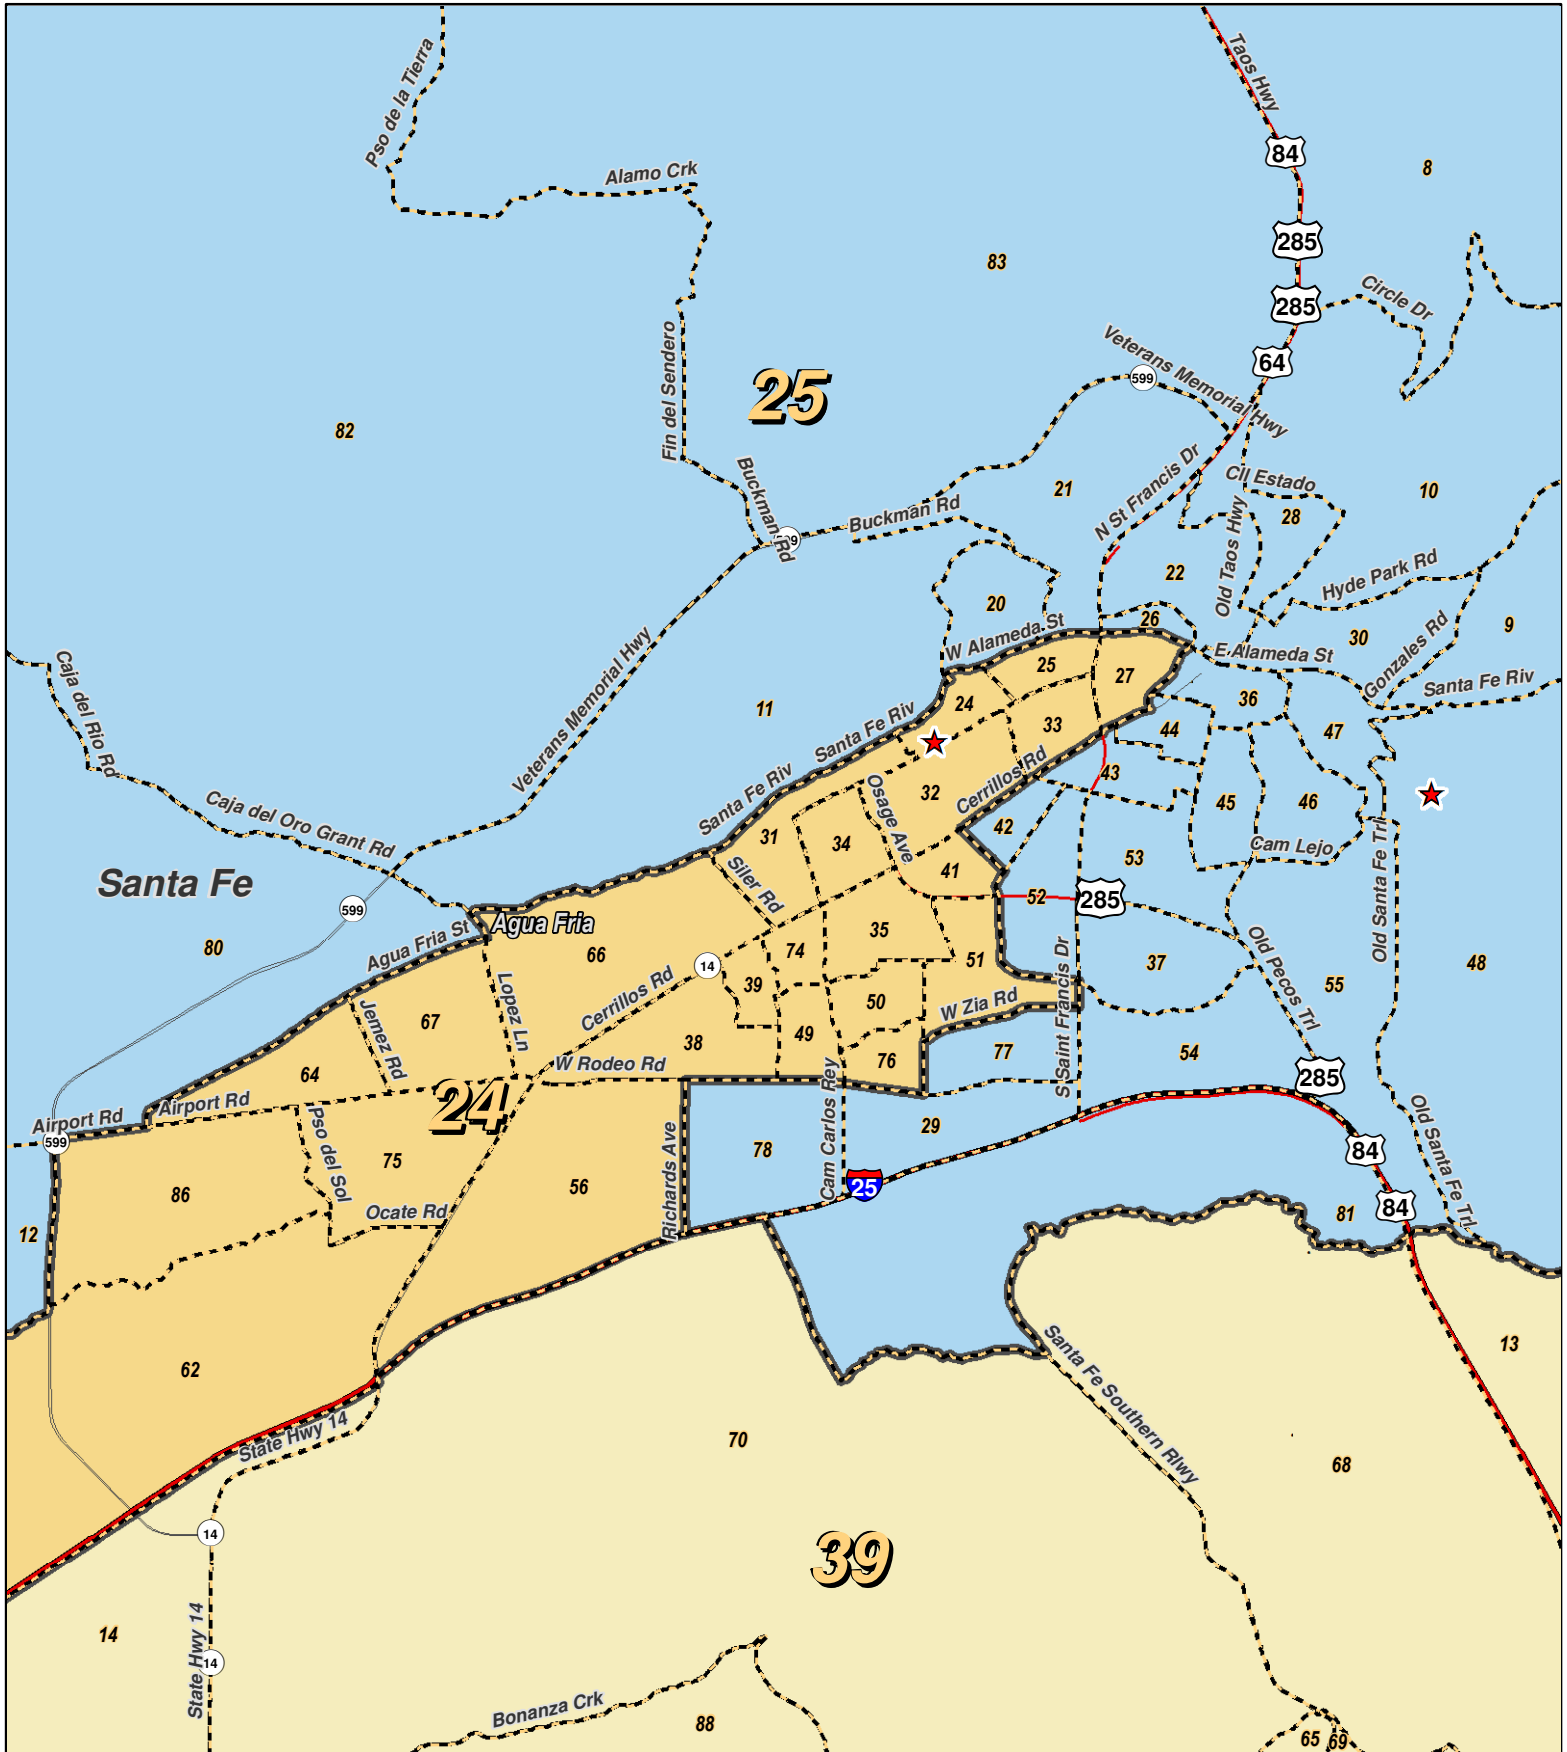 Pso de la Tierra
Taos Hwy
84
8
Alamo Crk
285
83
Circle Dr
285
Veterans Memorial Hwy
64
Fin del Sendero
599
25
82
N St Francis Dr
Buckman Rd
Cll Estado
21
10
Buckman Rd
28
Old Taos Hwy
22
Hyde Park Rd
20
26
9
Gonzales Rd
W Alameda St
30
Veterans Memorial Hwy
E Alameda St
25
27
Santa Fe Riv
Caja del Rio Rd
24
36
11
Santa Fe Riv
33
44
47
Cerrillos Rd
43
Santa Fe Riv
32
45
46
Osage Ave
Caja del Oro Grant Rd
42
31
34
Cam Lejo
53
Old Santa Fe Trl
Santa Fe
Siler Rd
41
52
285
599
Agua Fria
35
Agua Fria St
80
66
74
51
37
48
14
Old Pecos Trl
39
55
Lopez Ln
Cerrillos Rd
50
W Zia Rd
67
Jemez Rd
49
S Saint Francis Dr
38
77
54
W Rodeo Rd
76
64
285
24
Cam Carlos Rey
Airport Rd
Airport Rd
29
Old Santa Fe Trl
599
Pso del Sol
78
84
75
Richards Ave
25
86
56
84
Ocate Rd
81
12
62
Santa Fe Southern Rlwy
13
State Hwy 14
70
68
14
39
14
State Hwy 14
14
Bonanza Crk
88
65
69